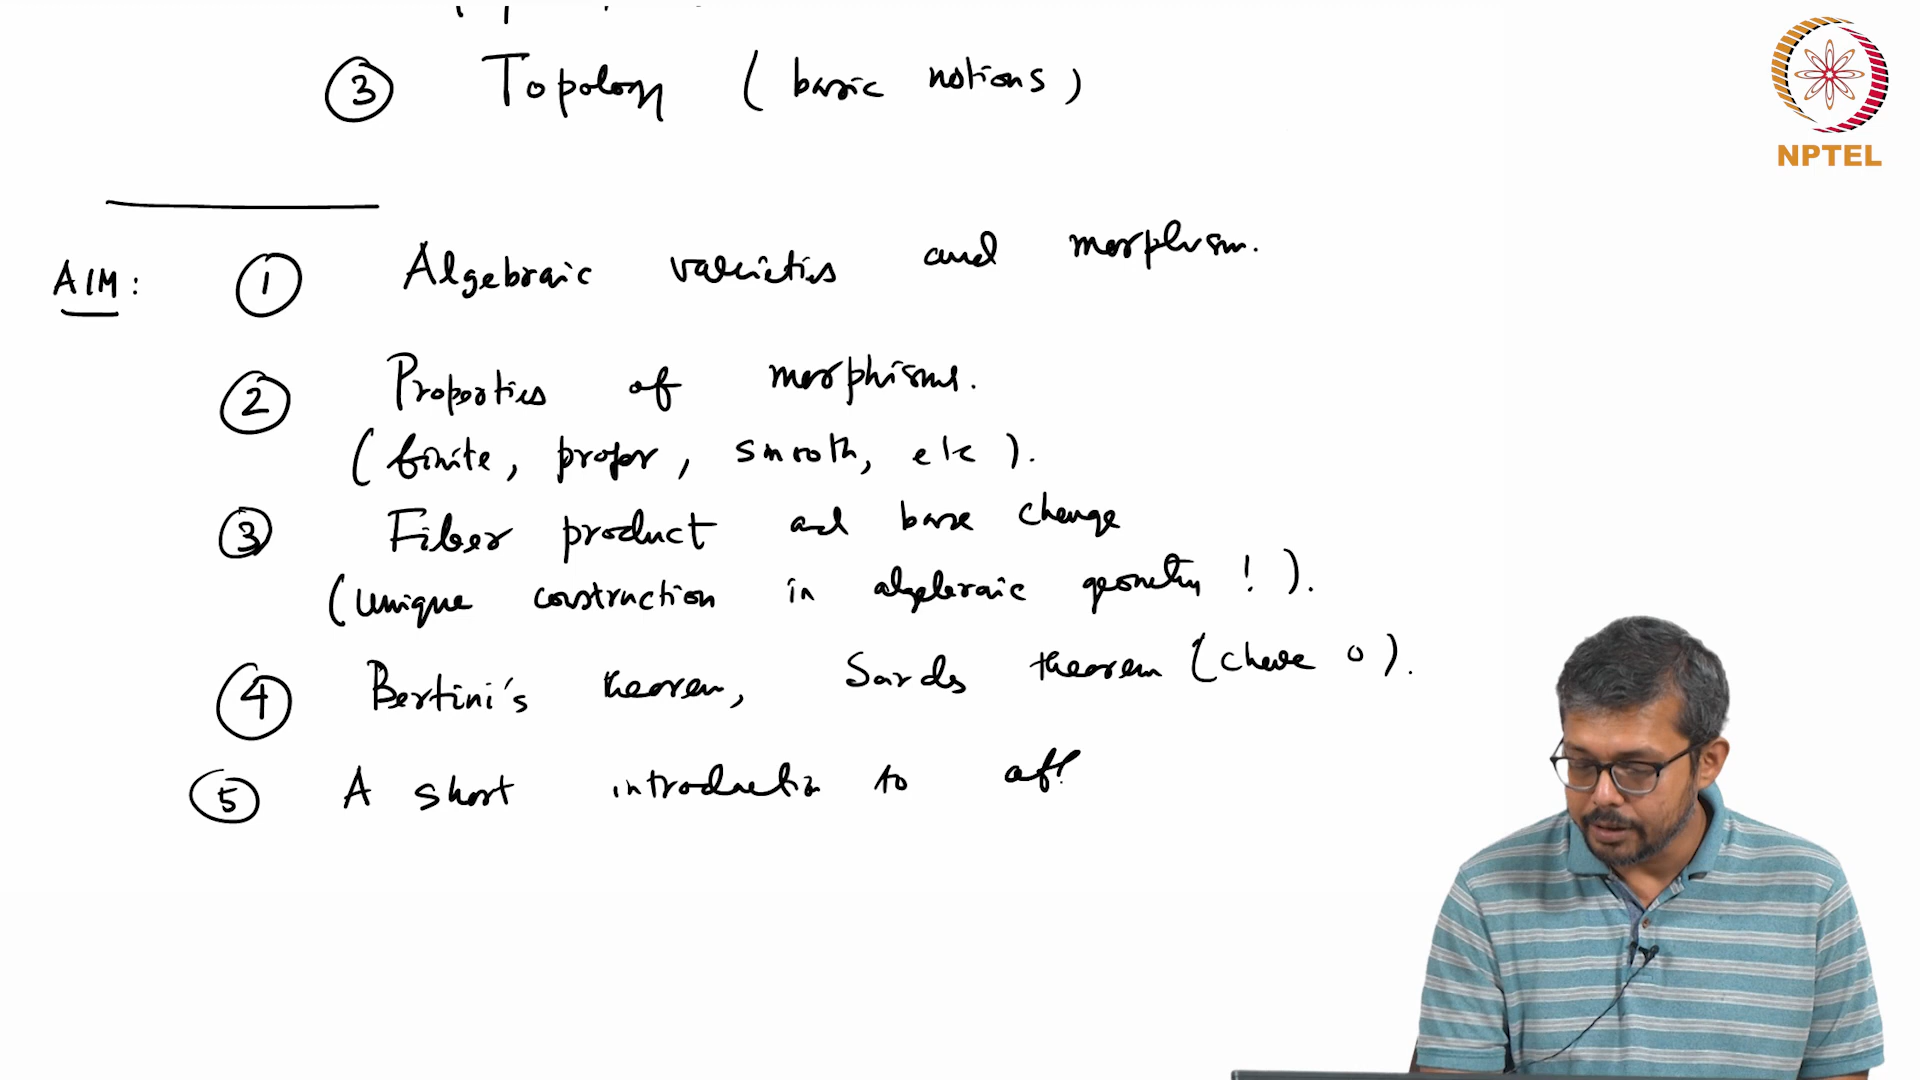 ③ Topology (basic notions)
NPTEL
AIM: ① Algebraic varieties and morphism.
② Properties of morphisms.
(finite, proper, smooth, etc).
③ Fiber product and base change
(unique construction in algebraic geometry!).
④ Bertini's theorem, Sards theorem (char 0).
⑤ A short introduction to aff